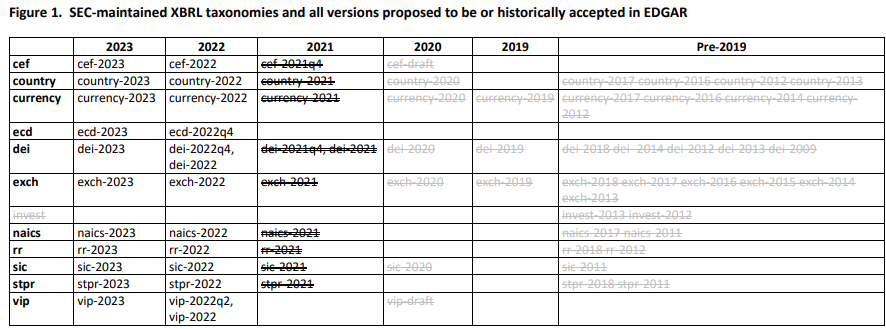 Figure 1. SEC-maintained XBRL taxonomies and all versions proposed to be or historically accepted in EDGAR
2023 2022 2021 2020 2019 Pre-2019
cef cef-2023 cef-2022 cef-2021q4 cef-draft
country country-2023 country-2022 country-2021 country-2020 country-2017 country-2016 country-2012 country-2013
currency currency-2023 currency-2022 currency-2021 currency-2020 currency-2019 currency-2017 currency-2016 currency-2014 currency-
2012
ecd ecd-2023 ecd-2022q4
dei dei-2023 dei-2022q4, dei-2021q4, dei-2021 dei-2020 dei-2019 dei-2018 dei-2014 dei-2012 dei-2013 dei-2009
dei-2022
exch exch-2023 exch-2022 exch-2021 exch-2020 exch-2019 exch-2018 exch-2017 exch-2016 exch-2015 exch-2014
exch-2013
invest invest-2013 invest-2012
naics naics-2023 naics-2022 naics-2021 naics-2017 naics-2011
rr rr-2023 rr-2022 rr-2021 rr-2018 rr-2012
sic sic-2023 sic-2022 sic-2021 sic-2020 sic-2011
stpr stpr-2023 stpr-2022 stpr-2021 stpr-2018 stpr-2011
vip vip-2023 vip-2022q2, vip-draft
vip-2022